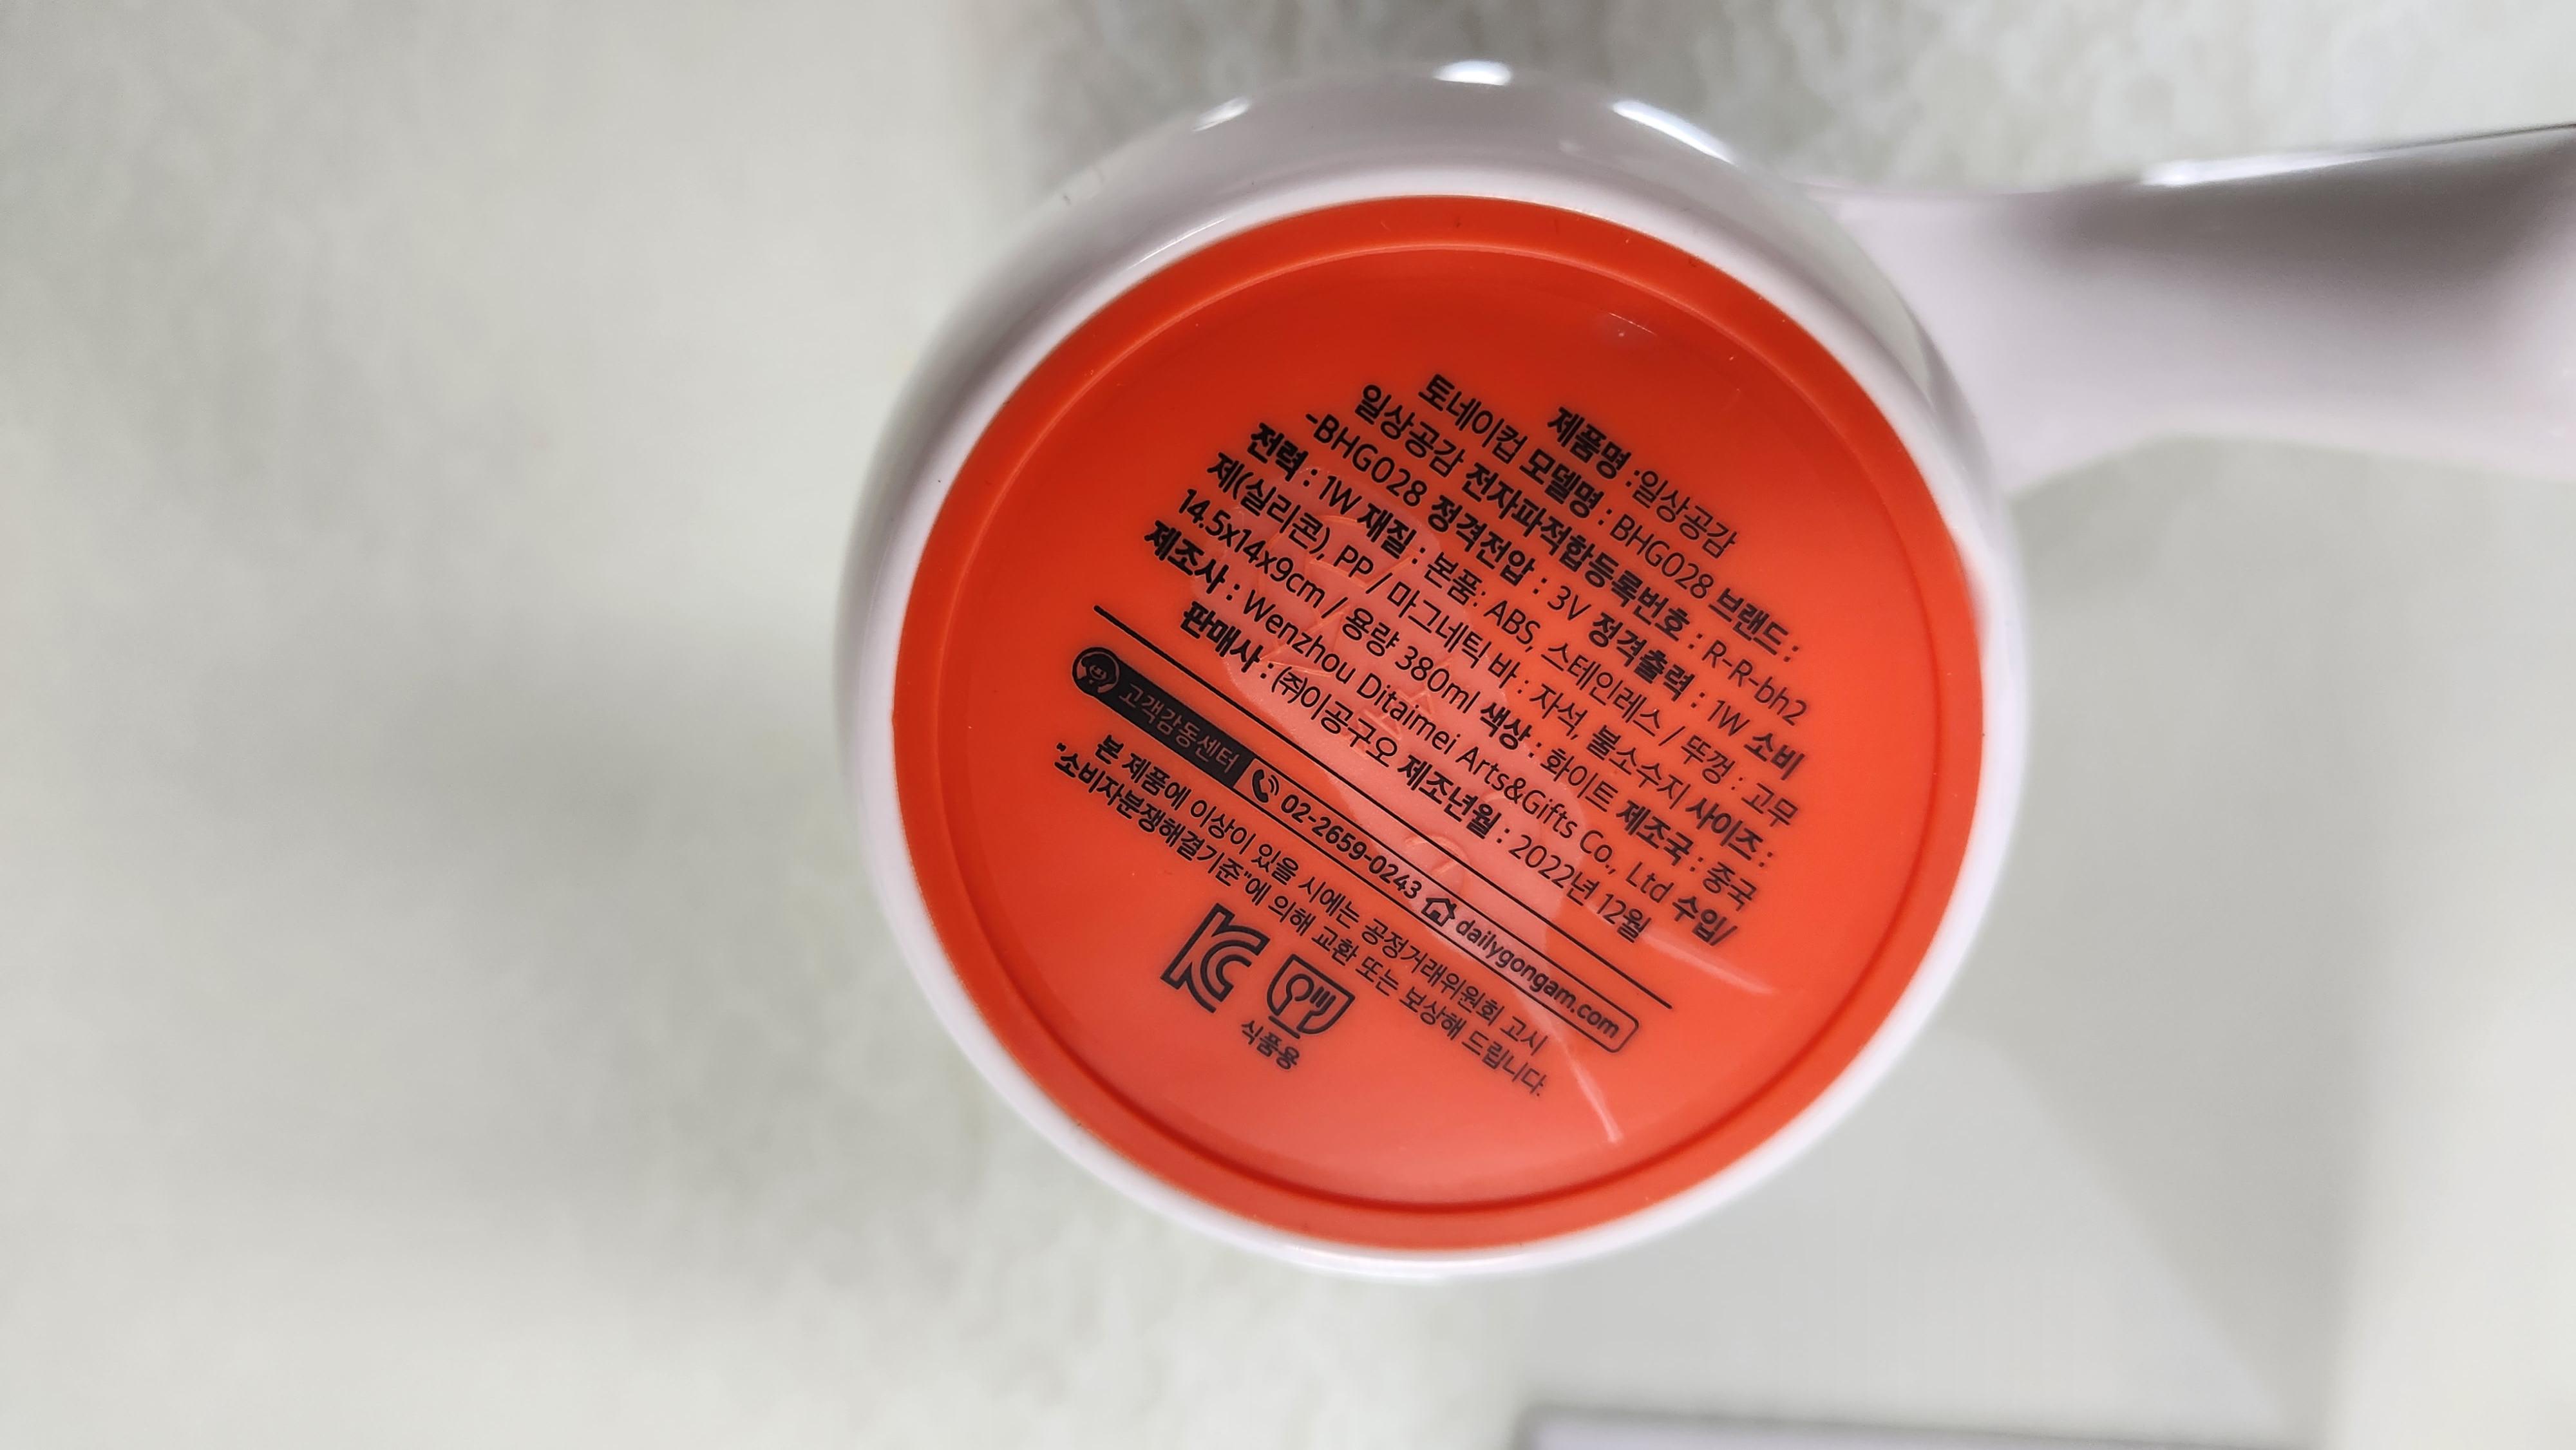 제품명 :일상공감
토네이컵 모델명 : BHG028 브랜드 :
일상공감 전자파적합등록번호 : R-R-bh2
-BHG028 정격전압 : 3V 정격출력 : 1W 소비
전력 : 1W 재질 : 본품: ABS, 스테인레스 / 뚜껑 : 고무
제(실리콘), PP / 마그네틱 바 : 자석, 불소수지 사이즈 :
14.5x14x9cm / 용량 380ml 색상 : 화이트 제조국 : 중국
제조사 : Wenzhou Ditaimei Arts&Gifts Co., Ltd 수입/
판매사 : ㈜이공구오 제조년월 : 2022년 12월
고객감동센터 02-2659-0243 dailygongam.com
본 제품에 이상이 있을 시에는 공정거래위원회 고시
"소비자분쟁해결기준"에 의해 교환 또는 보상해 드립니다.
KC
식품용